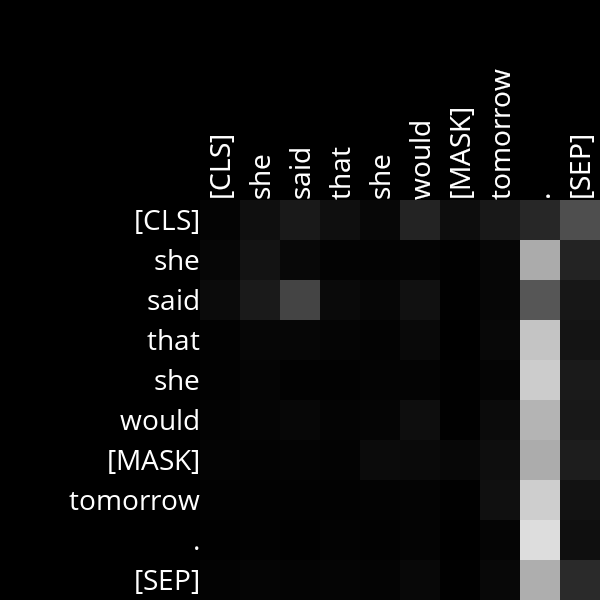 [CLS] she said that she would [MASK] tomorrow . [SEP]
[CLS]
she
said
that
she
would
[MASK]
tomorrow
.
[SEP]